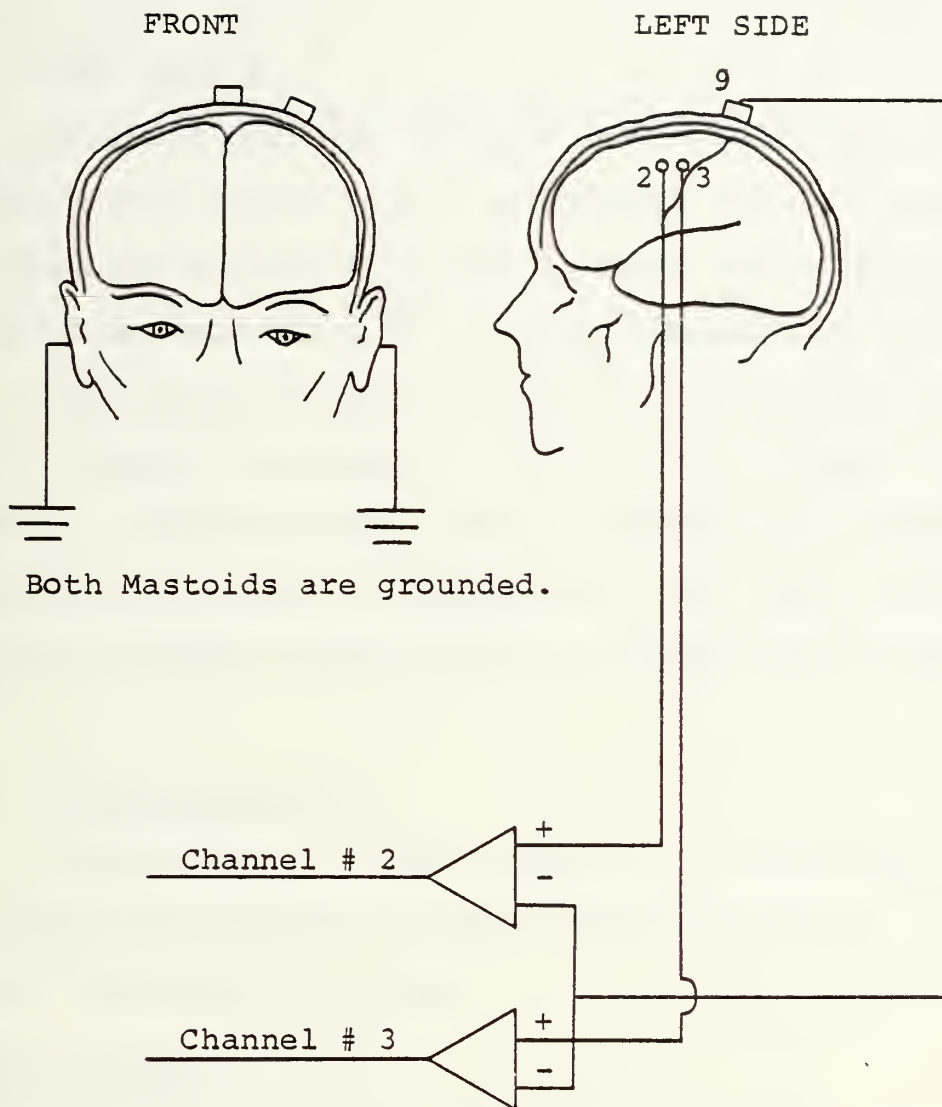 FRONT
LEFT SIDE
9
2 3
Both Mastoids are grounded.
+
Channel # 2
-
+
Channel # 3
-